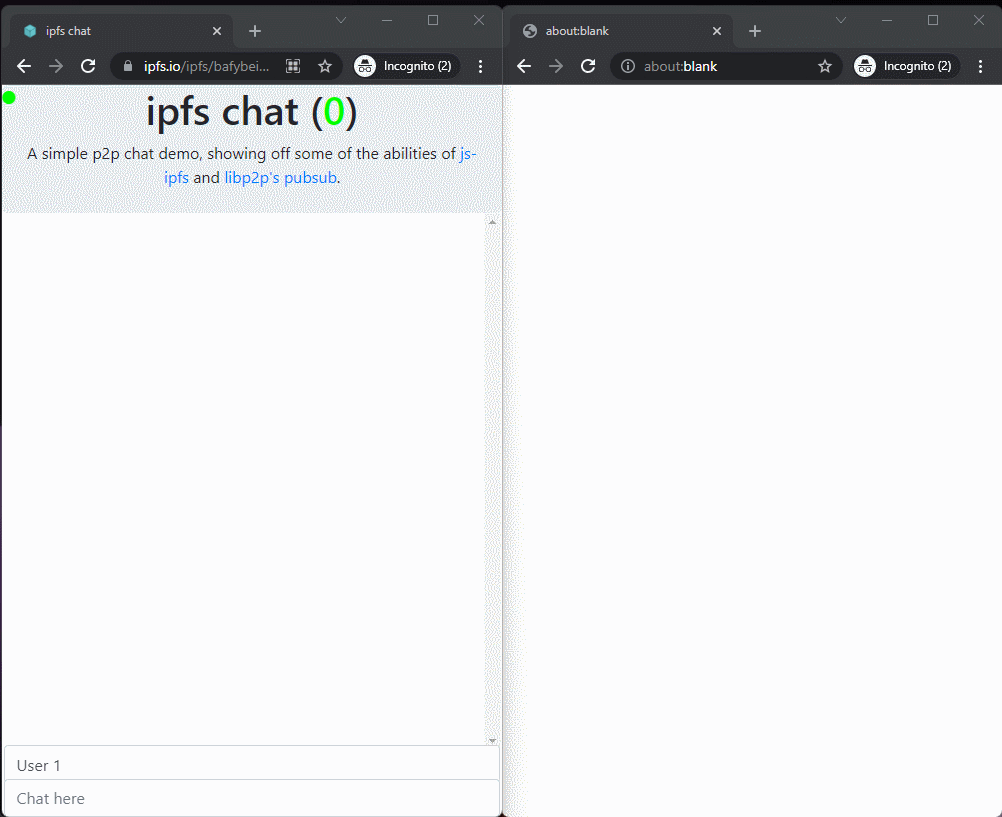 ipfs chat
ipfs.io/ipfs/bafybei...
Incognito (2)
ipfs chat (0)
A simple p2p chat demo, showing off some of the abilities of js-
ipfs and libp2p's pubsub.
User 1
Chat here
about:blank
about:blank
Incognito (2)